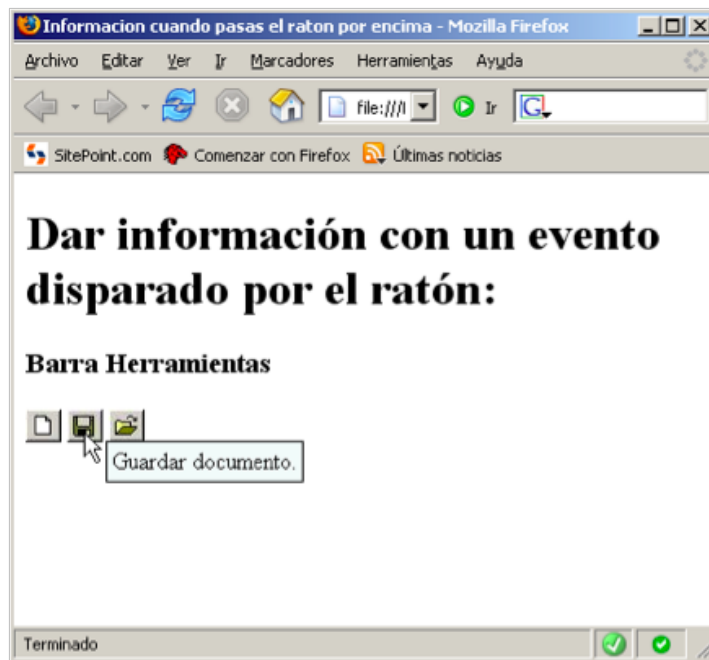 Informacion cuando pasas el raton por encima - Mozilla Firefox
Archivo Editar Ver Ir Marcadores Herramientas Ayuda
file:/// Ir G
SitePoint.com Comenzar con Firefox Últimas noticias
Dar información con un evento
disparado por el ratón:
Barra Herramientas
Guardar documento.
Terminado